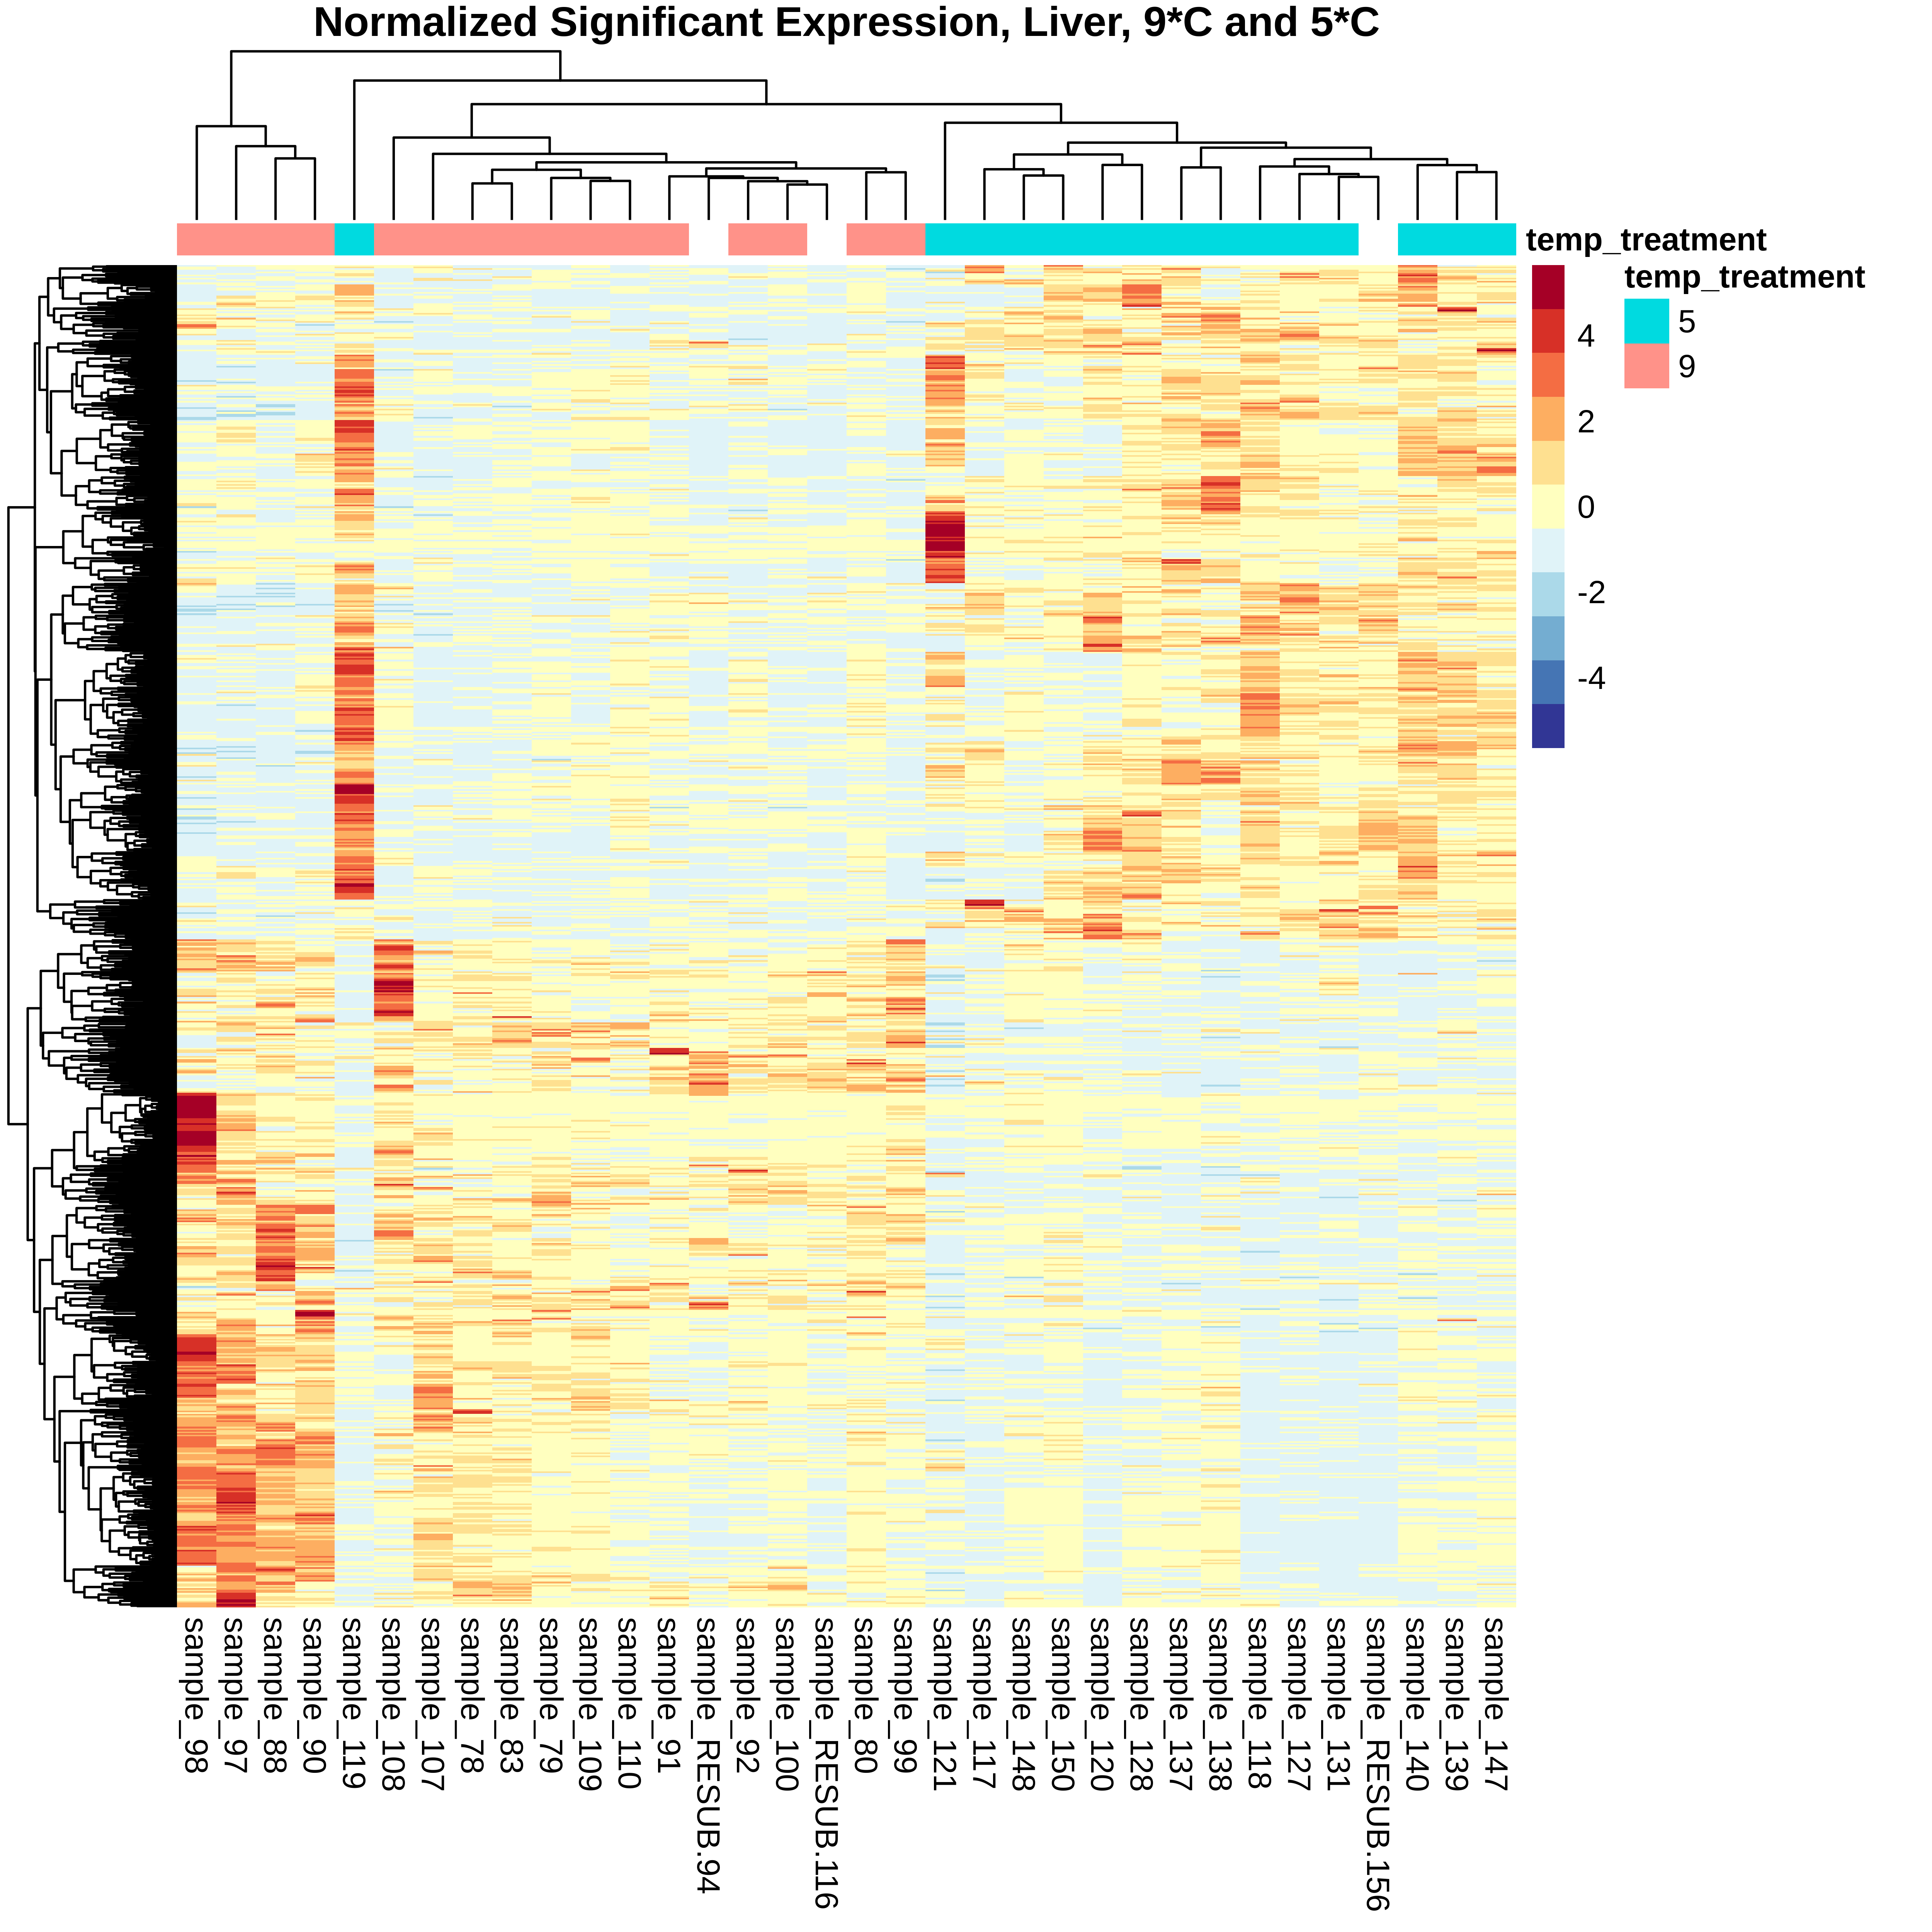 Normalized Significant Expression, Liver, 9*C and 5*C
temp_treatment
temp_treatment
5
9
4
2
0
-2
-4
sample_98
sample_97
sample_88
sample_90
sample_119
sample_108
sample_107
sample_78
sample_83
sample_79
sample_109
sample_110
sample_91
sample_RESUB.94
sample_92
sample_100
sample_RESUB.116
sample_80
sample_99
sample_121
sample_117
sample_148
sample_150
sample_120
sample_128
sample_137
sample_138
sample_118
sample_127
sample_131
sample_RESUB.156
sample_140
sample_139
sample_147